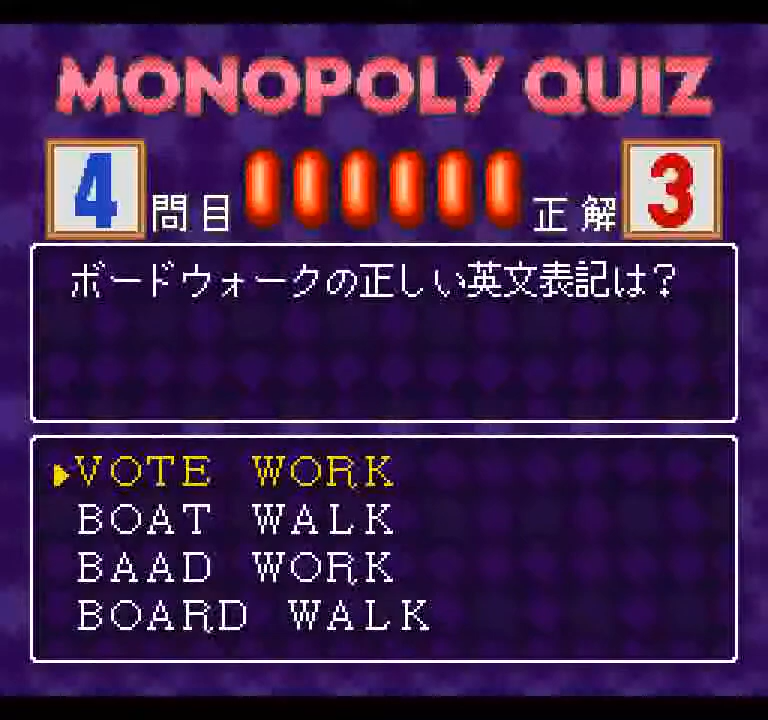 MONOPOLY QUIZ
4問目 正解3
ボードウォークの正しい英文表記は?
▶VOTE WORK
BOAT WALK
BAAD WORK
BOARD WALK